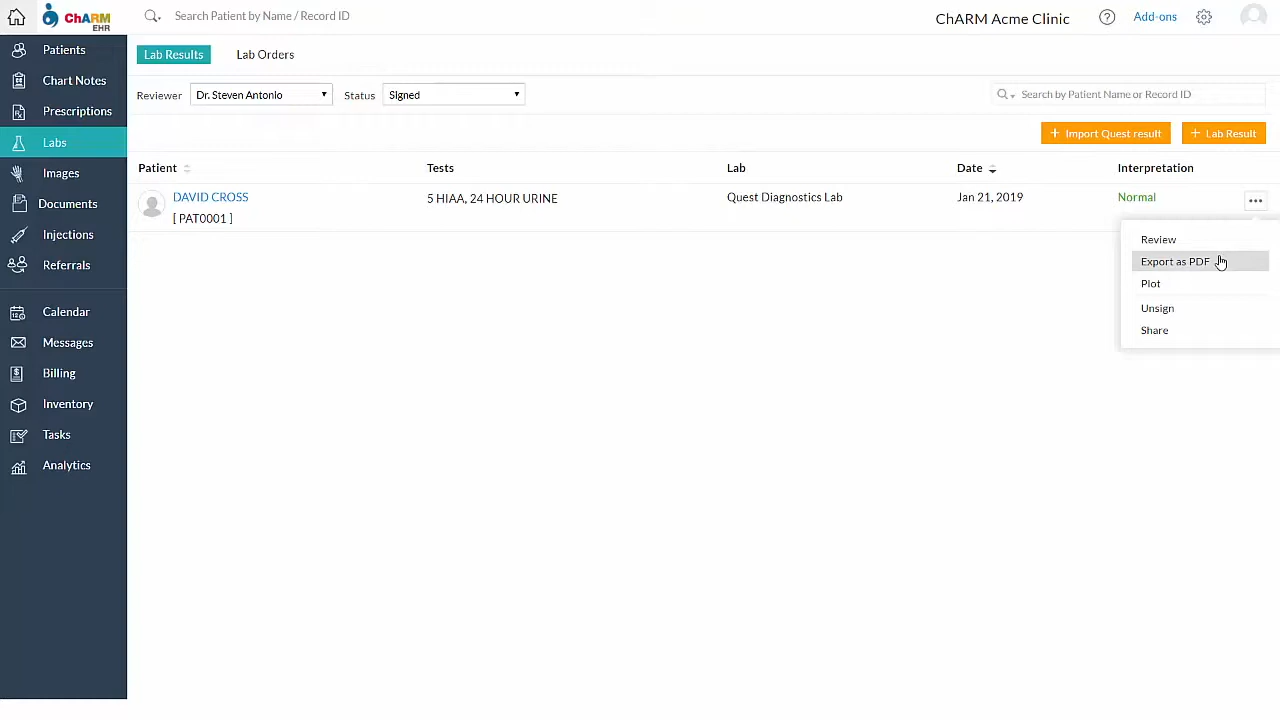 ChARM
EHR
Search Patient by Name / Record ID
ChARM Acme Clinic
Add-ons
Patients
Chart Notes
Prescriptions
Labs
Images
Documents
Injections
Referrals
Calendar
Messages
Billing
Inventory
Tasks
Analytics
Lab Results Lab Orders
Reviewer Dr. Steven Antonio Status Signed
Search by Patient Name or Record ID
+ Import Quest result + Lab Result
Patient Tests Lab Date Interpretation
DAVID CROSS 5 HIAA, 24 HOUR URINE Quest Diagnostics Lab Jan 21, 2019 Normal
[ PAT0001 ]
Review
Export as PDF
Plot
Unsign
Share